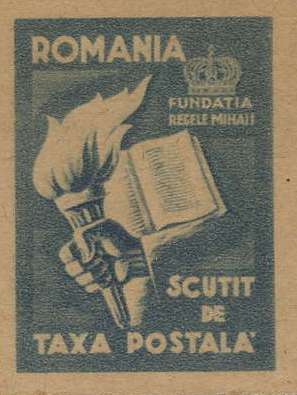 ROMANIA
FUNDATIA
REGELE MIHAI I
SCUTIT
DE
TAXA POSTALA